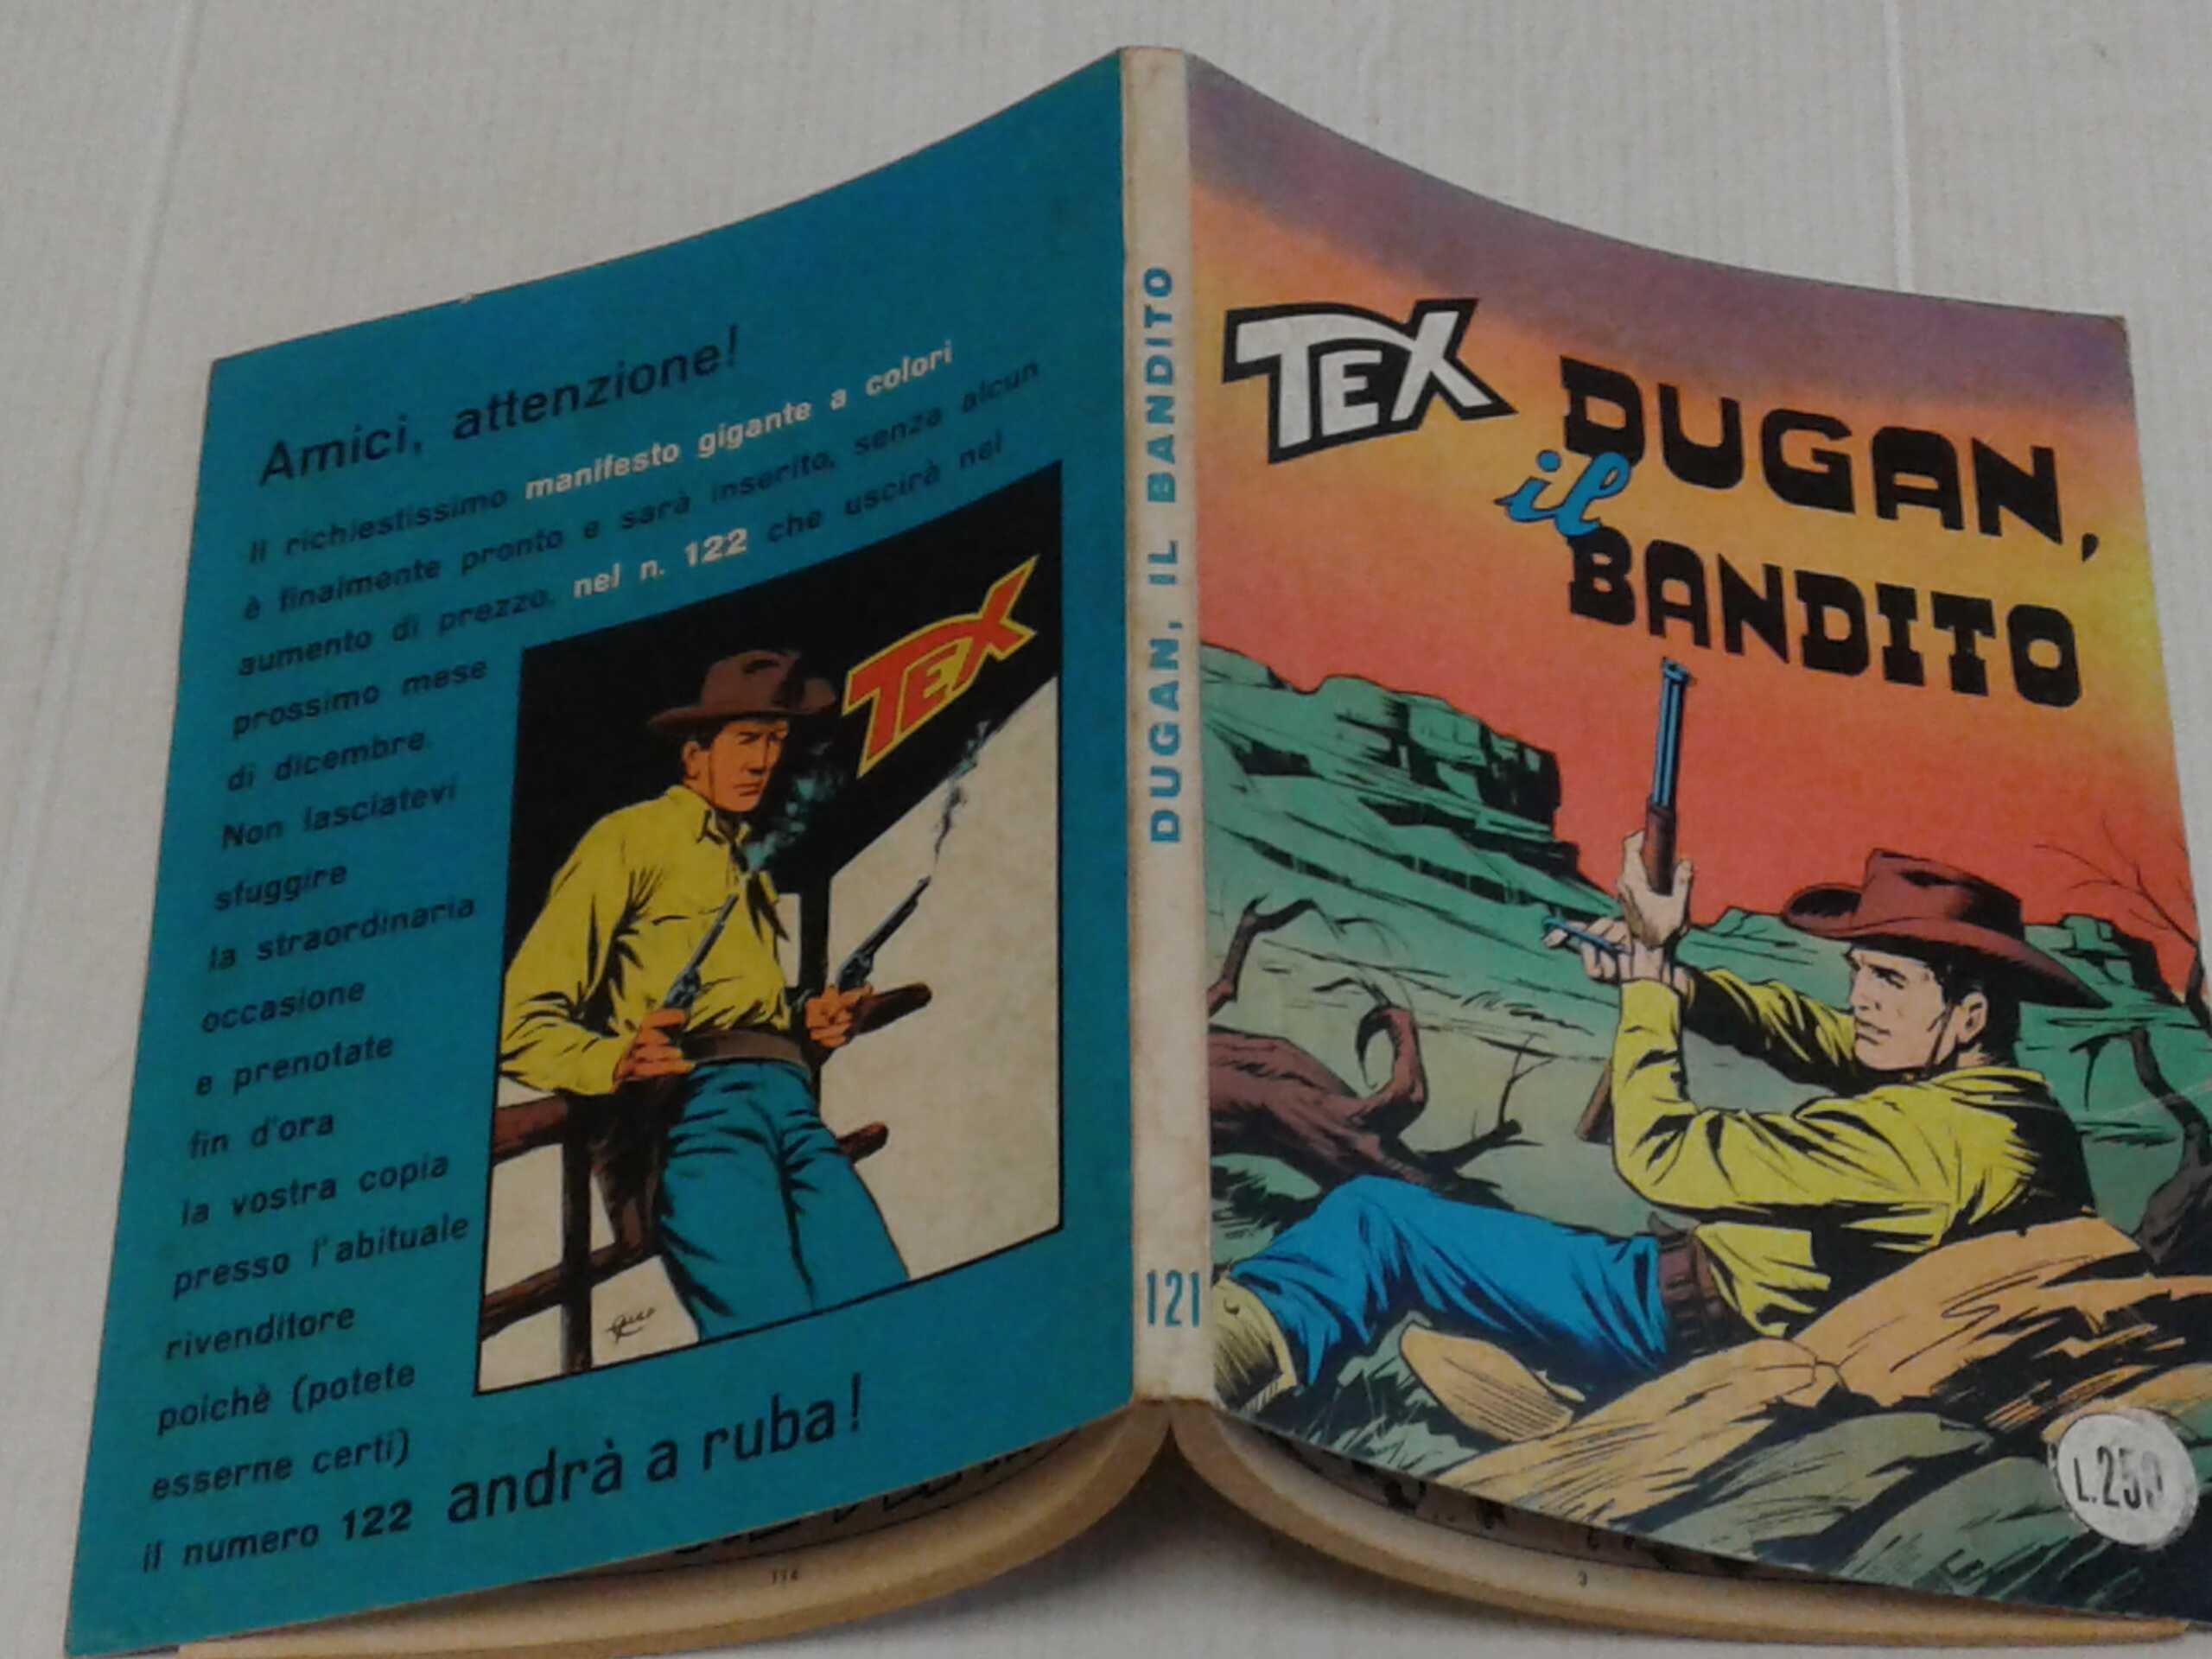 Amici, attenzione!
Il richiestissimo manifesto gigante a colori
è finalmente pronto e sarà inserito, senza alcun
aumento di prezzo, nel n. 122 che uscirà nel
prossimo mese
di dicembre.
Non lasciatevi
sfuggire
la straordinaria
occasione
e prenotate
fin d'ora
la vostra copia
presso l'abituale
rivenditore
poichè (potete
esserne certi)
il numero 122 andrà a ruba!
TEX
DUGAN, IL BANDITO
121
TEX
DUGAN,
il
BANDITO
L.250
3